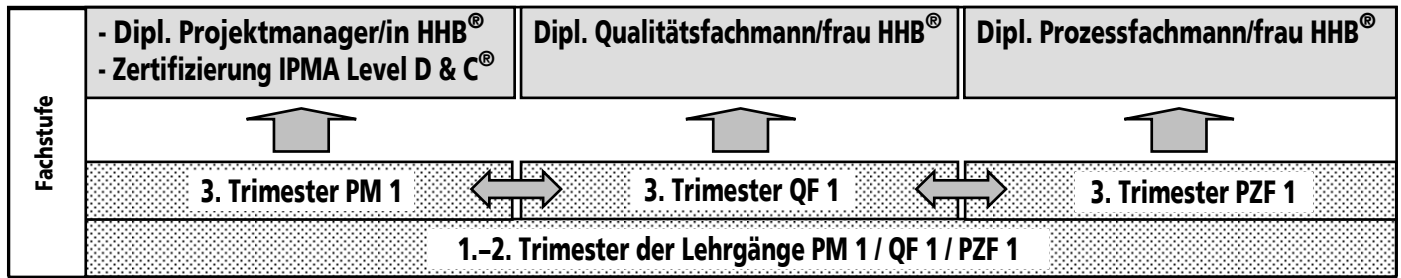 Fachstufe
- Dipl. Projektmanager/in HHB®
- Zertifizierung IPMA Level D & C®
Dipl. Qualitätsfachmann/frau HHB®
Dipl. Prozessfachmann/frau HHB®
3. Trimester PM 1
3. Trimester QF 1
3. Trimester PZF 1
1.–2. Trimester der Lehrgänge PM 1 / QF 1 / PZF 1